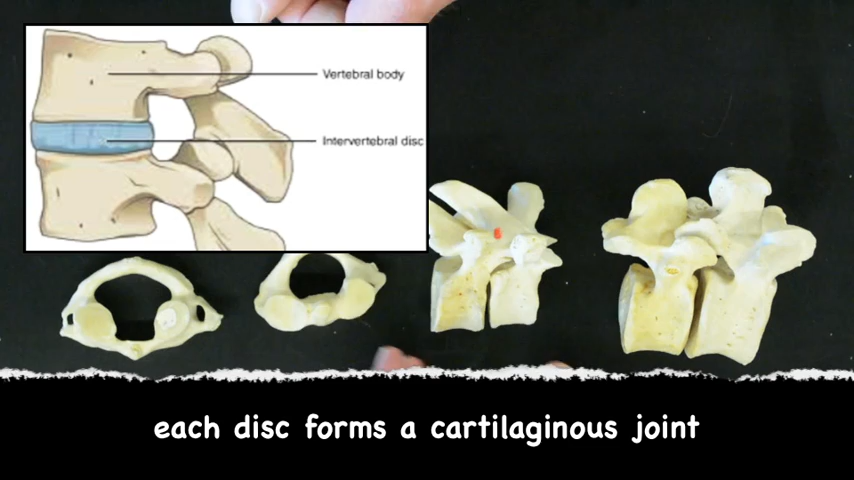 Vertebral body
Intervertebral disc
each disc forms a cartilaginous joint